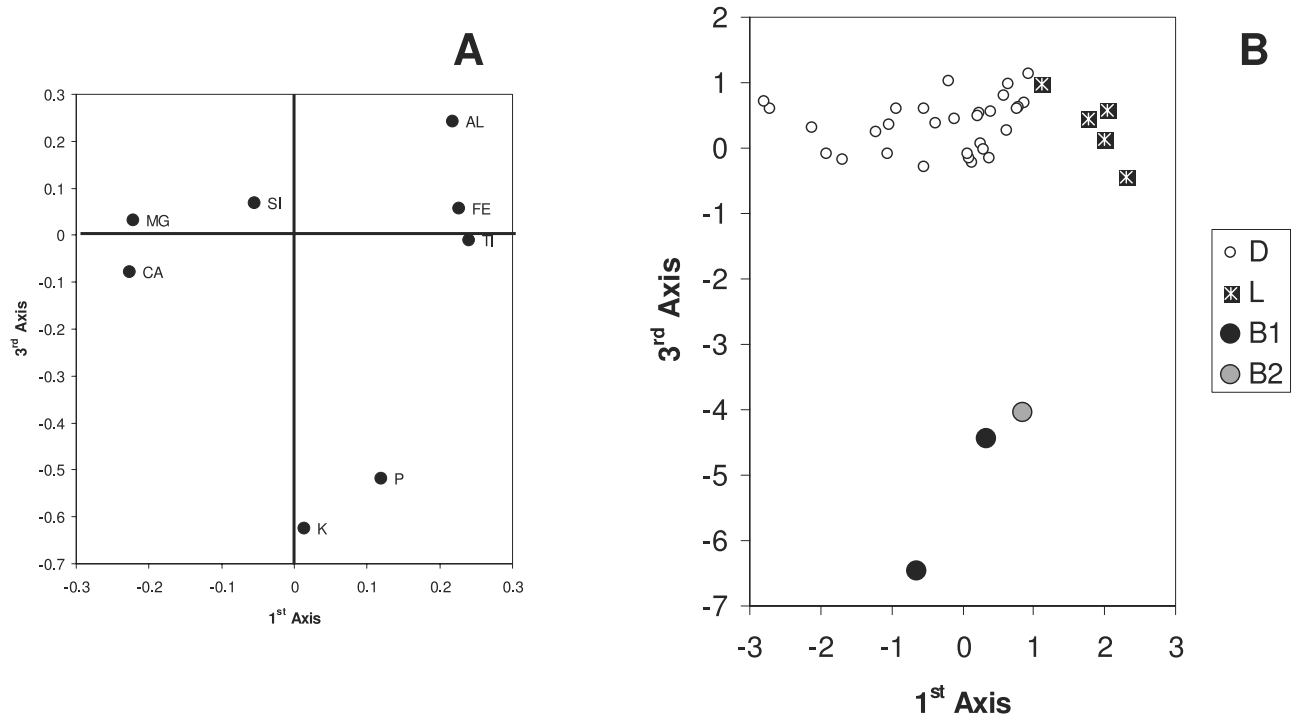 A
0.3
0.2
0.1
0
-0.1
-0.2
-0.3
-0.4
-0.5
-0.6
-0.7
3rd Axis
AL
SI
FE
MG
TI
CA
P
K
-0.3 -0.2 -0.1 0 0.1 0.2 0.3
1st Axis
B
2
1
0
-1
-2
-3
-4
-5
-6
-7
3rd Axis
-3 -2 -1 0 1 2 3
1st Axis
D
L
B1
B2